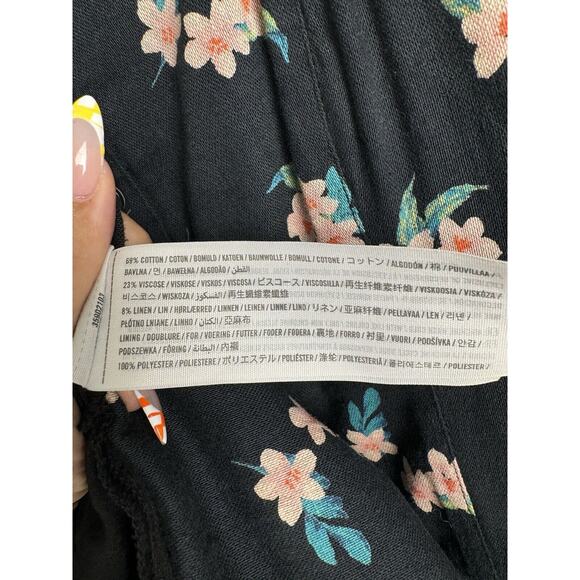 69% COTTON / COTON / BOMULD / KATOEN / BAUMWOLLE / BOMULL / COTONE / コットン / ALGODÓN / 棉 / PUUVILLAA /
BAVLNA / 면 / BAWEŁNA / ALGODÃO / القطن
23% VISCOSE / VISKOSE / VISKOS / VISCOSA / ビスコース / VISCOSILLA / 再生纤维素纤维 / VISKOOSIA / VISKÓZA /
비스코스 / WISKOZA / الفسكوز / 再生纖維素纖維
8% LINEN / LIN / HØRLÆRRED / LINNEN / LEINEN / LINNE / LINO / リネン / 亚麻纤维 / PELLAVAA / LEN / 리넨 /
PŁÓTNO LNIANE / LINHO / الكتان / 亞麻布
LINING / DOUBLURE / FOR / VOERING / FUTTER / FODER / FODERA / 裏地 / FORRO / 衬里 / VUORI / PODŠÍVKA / 안감 /
PODSZEWKA / FÔRING / البطانة / 內襯
100% POLYESTER / POLIESTERE / ポリエステル / POLIÉSTER / 涤纶 / POLYESTERIÄ / 폴리에스테르 / POLIESTER /
35902103